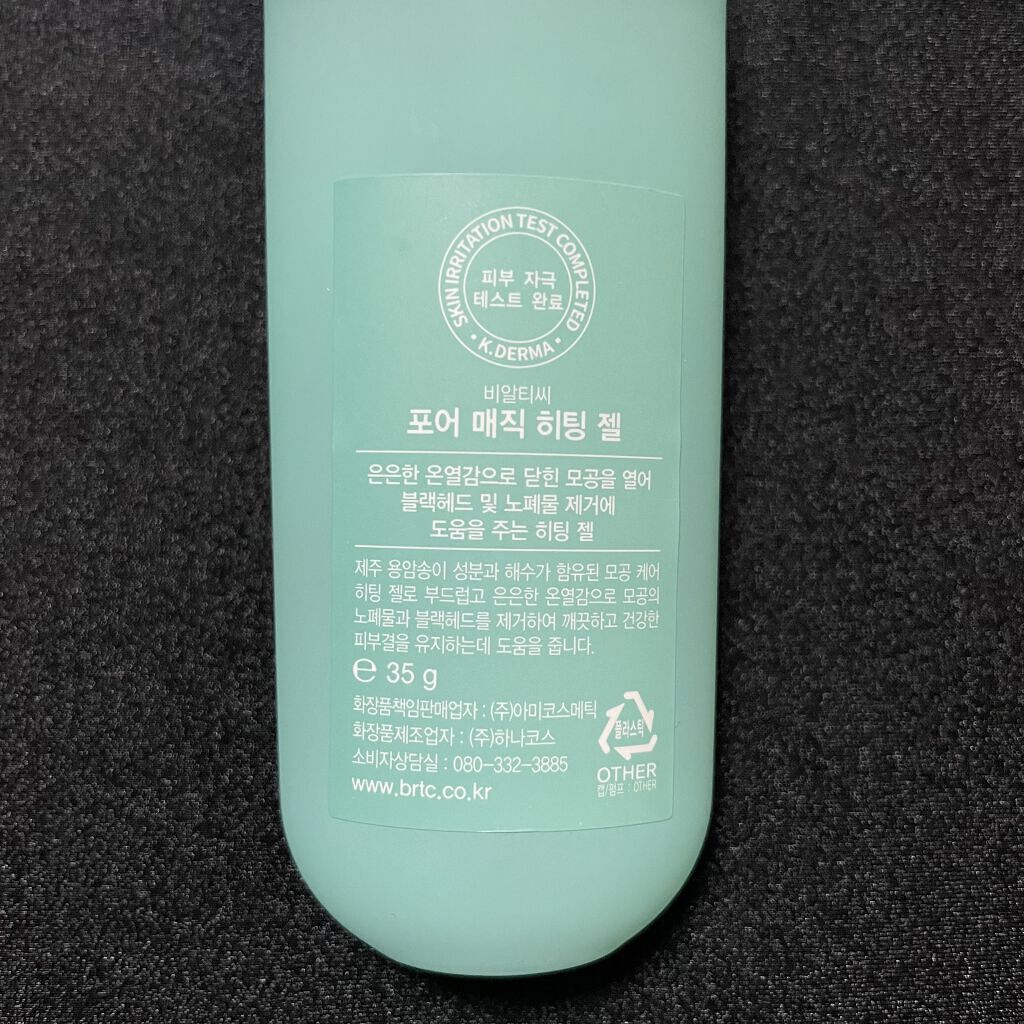 SKIN IRRITATION TEST COMPLETED
피부 자극
테스트 완료
• K.DERMA •
비알티씨
포어 매직 히팅 젤
은은한 온열감으로 닫힌 모공을 열어
블랙헤드 및 노폐물 제거에
도움을 주는 히팅 젤
제주 용암송이 성분과 해수가 함유된 모공 케어
히팅 젤로 부드럽고 은은한 온열감으로 모공의
노폐물과 블랙헤드를 제거하여 깨끗하고 건강한
피부결을 유지하는데 도움을 줍니다.
℮ 35 g
화장품책임판매업자 : (주)아미코스메틱
화장품제조업자 : (주)하나코스
소비자상담실 : 080-332-3885
www.brtc.co.kr
플라스틱
OTHER
캡/펌프 : OTHER